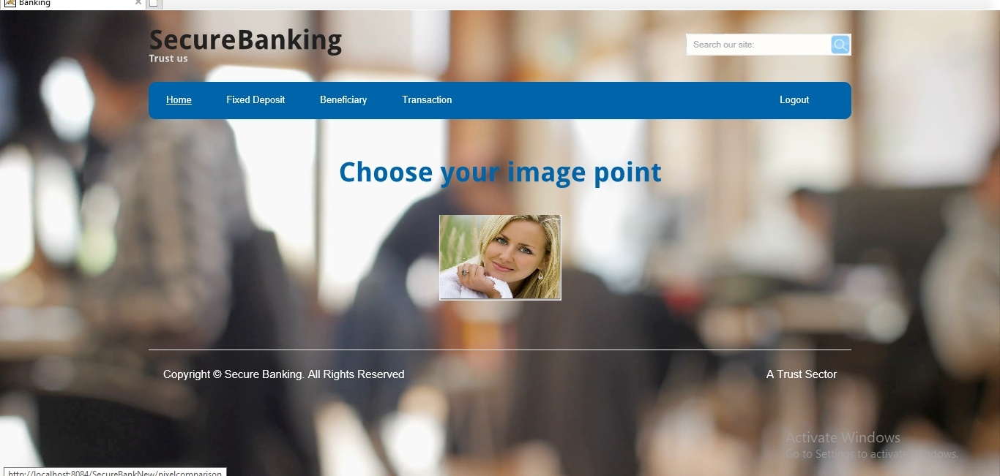 Banking
SecureBanking
Trust us
Search our site:
Home Fixed Deposit Beneficiary Transaction Logout
Choose your image point
Copyright © Secure Banking. All Rights Reserved A Trust Sector
Activate Windows
Go to Settings to activate Windows.
http://localhost:8084/SecureBankNew/pixelcomparison